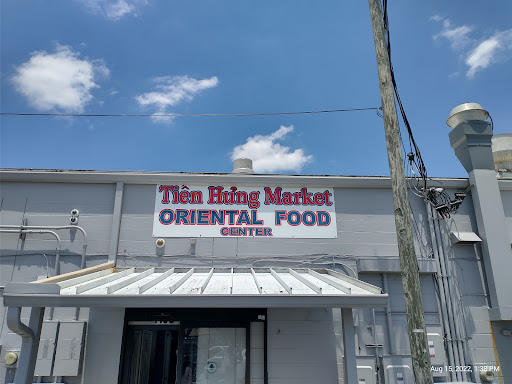 Tiên Hưng Market
ORIENTAL FOOD
CENTER
Aug 15, 2022, 1:38 PM